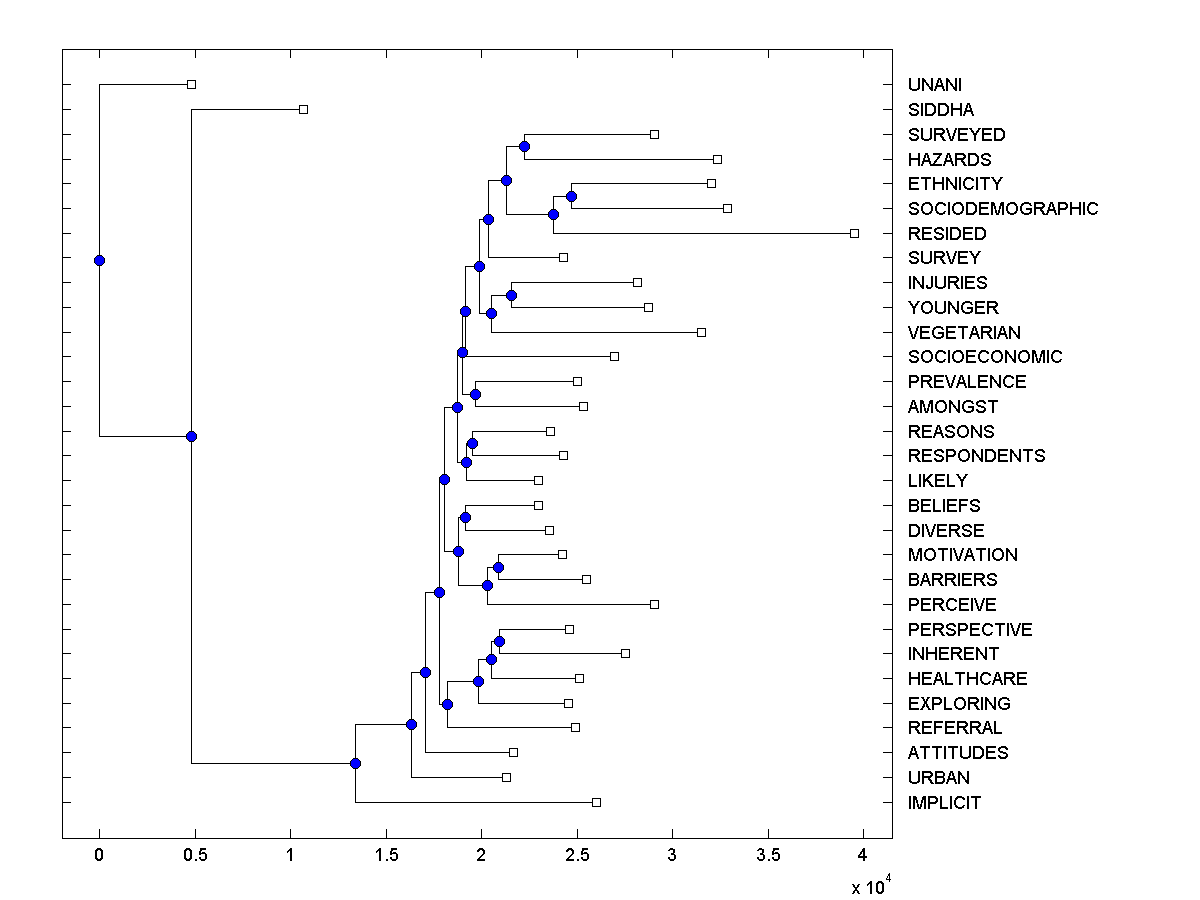 UNANI
SIDDHA
SURVEYED
HAZARDS
ETHNICITY
SOCIODEMOGRAPHIC
RESIDED
SURVEY
INJURIES
YOUNGER
VEGETARIAN
SOCIOECONOMIC
PREVALENCE
AMONGST
REASONS
RESPONDENTS
LIKELY
BELIEFS
DIVERSE
MOTIVATION
BARRIERS
PERCEIVE
PERSPECTIVE
INHERENT
HEALTHCARE
EXPLORING
REFERRAL
ATTITUDES
URBAN
IMPLICIT
0 0.5 1 1.5 2 2.5 3 3.5 4
x 10^4